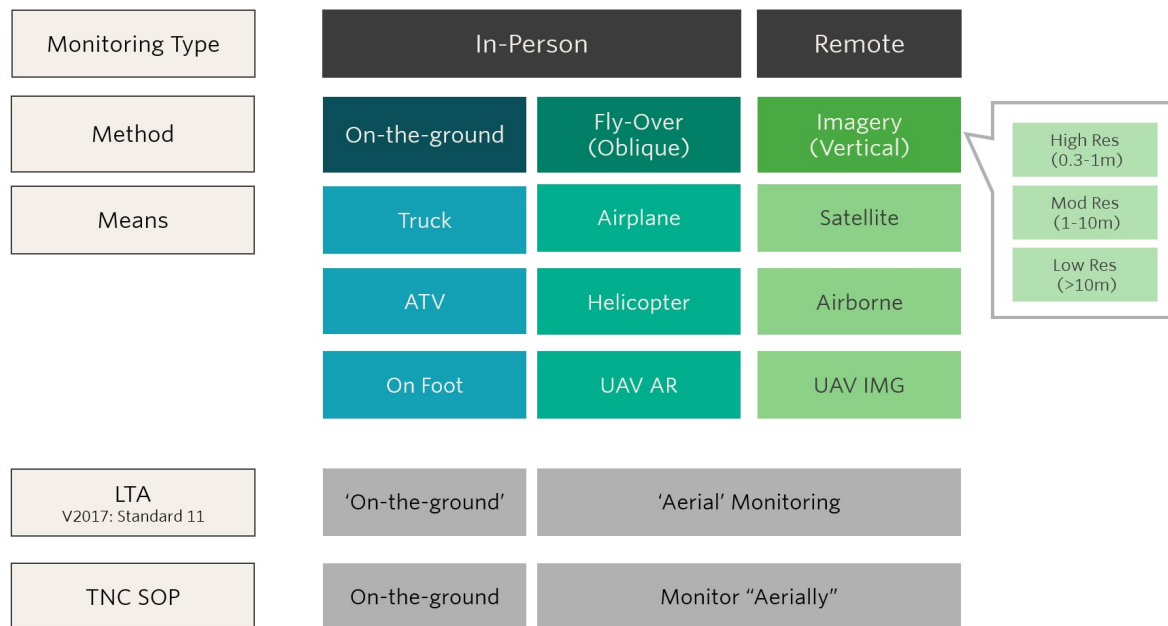 Monitoring Type
In-Person
Remote
Method
On-the-ground
Fly-Over
(Oblique)
Imagery
(Vertical)
High Res
(0.3-1m)
Mod Res
(1-10m)
Low Res
(>10m)
Means
Truck
Airplane
Satellite
ATV
Helicopter
Airborne
On Foot
UAV AR
UAV IMG
LTA
V2017: Standard 11
‘On-the-ground’
‘Aerial’ Monitoring
TNC SOP
On-the-ground
Monitor “Aerially”